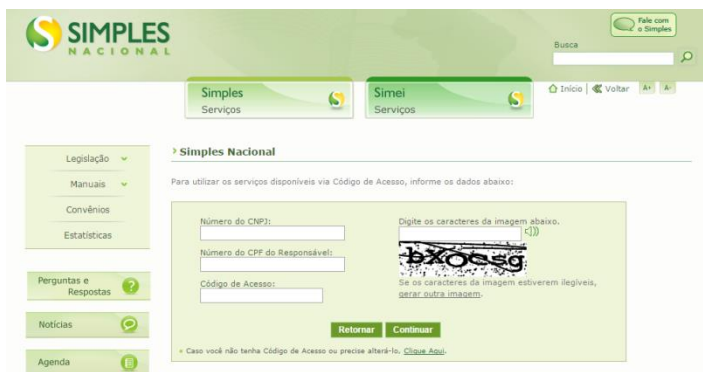 SIMPLES
NACIONAL
Fale com
o Simples
Busca
Simples
Serviços
Simei
Serviços
Início | Voltar A+ A-
Legislação
Manuais
Convênios
Estatísticas
Perguntas e
Respostas
Notícias
Agenda
Simples Nacional
Para utilizar os serviços disponíveis via Código de Acesso, informe os dados abaixo:
Número do CNPJ:
Número do CPF do Responsável:
Código de Acesso:
Digite os caracteres da imagem abaixo.
bXOcsg
Se os caracteres da imagem estiverem ilegíveis,
gerar outra imagem.
Retornar Continuar
Caso você não tenha Código de Acesso ou precise alterá-lo, Clique Aqui.